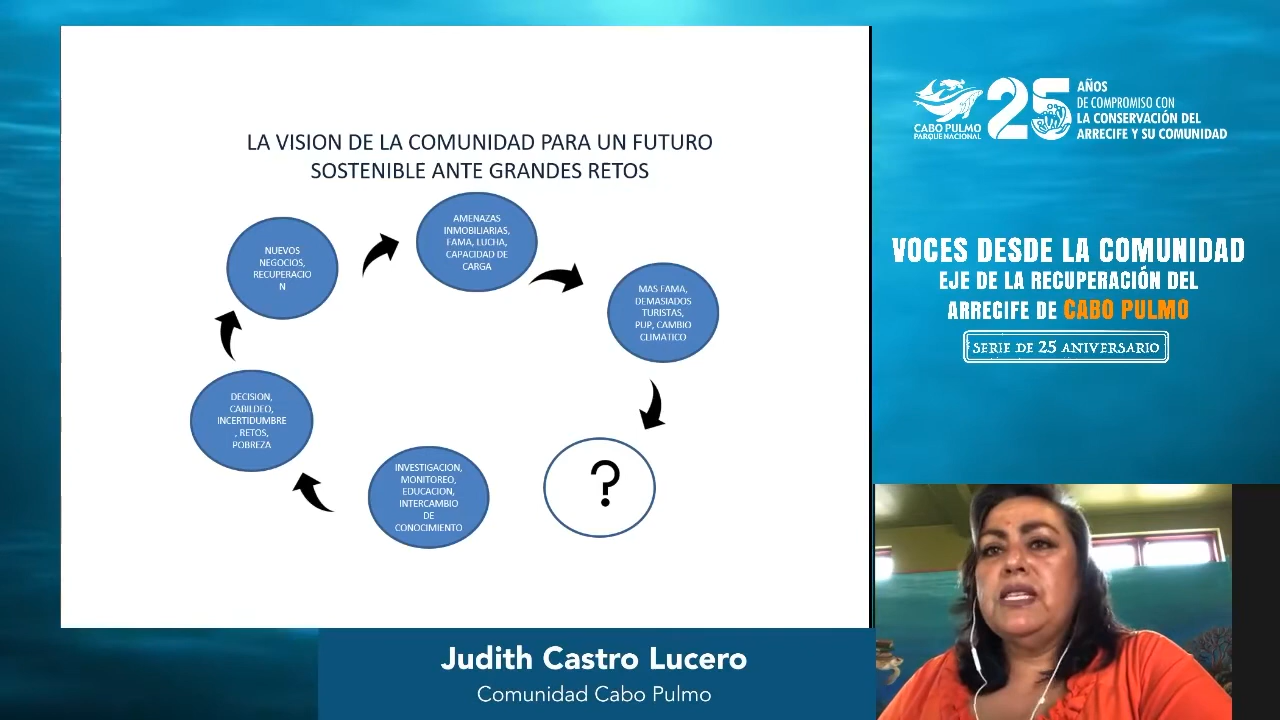 LA VISION DE LA COMUNIDAD PARA UN FUTURO
SOSTENIBLE ANTE GRANDES RETOS
AMENAZAS
INMOBILIARIAS,
FAMA, LUCHA,
CAPACIDAD DE
CARGA
NUEVOS
NEGOCIOS,
RECUPERACIO
N
MAS FAMA,
DEMASIADOS
TURISTAS,
PUP, CAMBIO
CLIMATICO
DECISION,
CABILDEO,
INCERTIDUMBRE
, RETOS,
POBREZA
INVESTIGACION,
MONITOREO,
EDUCACION,
INTERCAMBIO
DE
CONOCIMIENTO
?
CABO PULMO
PARQUE NACIONAL
25
AÑOS
DE COMPROMISO CON
LA CONSERVACIÓN DEL
ARRECIFE Y SU COMUNIDAD
VOCES DESDE LA COMUNIDAD
EJE DE LA RECUPERACIÓN DEL
ARRECIFE DE CABO PULMO
SERIE DE 25 ANIVERSARIO
Judith Castro Lucero
Comunidad Cabo Pulmo